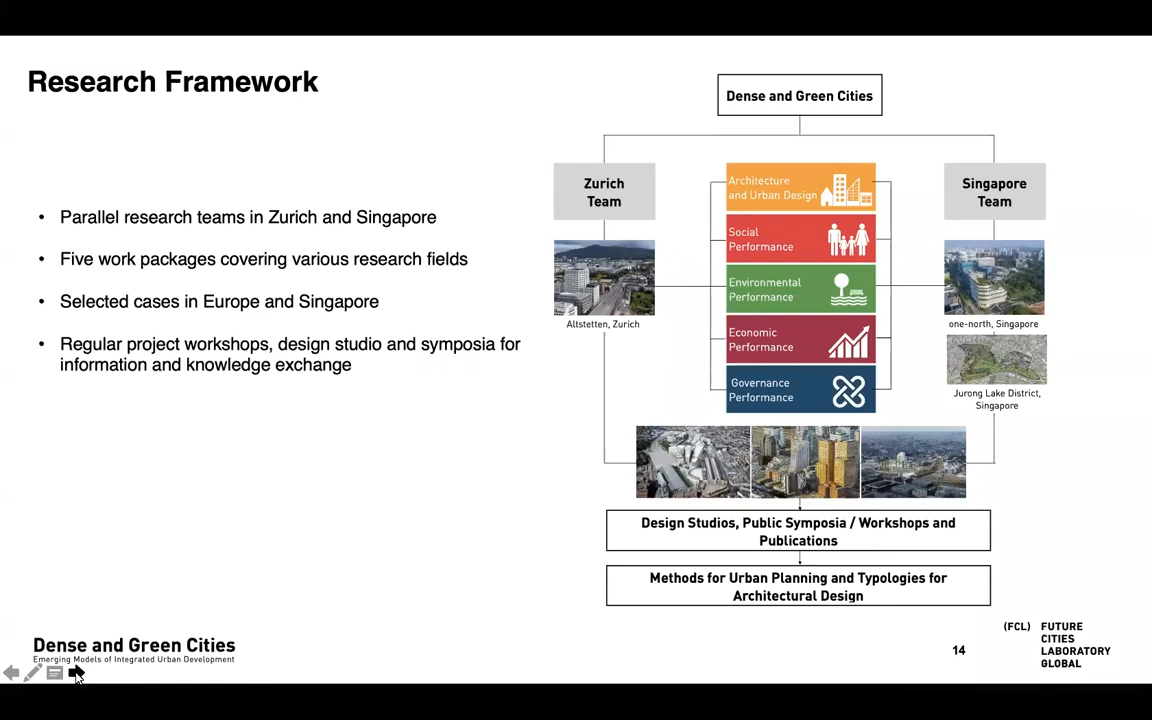 Research Framework
• Parallel research teams in Zurich and Singapore
• Five work packages covering various research fields
• Selected cases in Europe and Singapore
• Regular project workshops, design studio and symposia for
information and knowledge exchange
Dense and Green Cities
Zurich
Team
Altstetten, Zurich
Architecture
and Urban Design
Social
Performance
Environmental
Performance
Economic
Performance
Governance
Performance
Singapore
Team
one-north, Singapore
Jurong Lake District,
Singapore
Design Studios, Public Symposia / Workshops and
Publications
Methods for Urban Planning and Typologies for
Architectural Design
Dense and Green Cities
Emerging Models of Integrated Urban Development
14
(FCL) FUTURE
CITIES
LABORATORY
GLOBAL